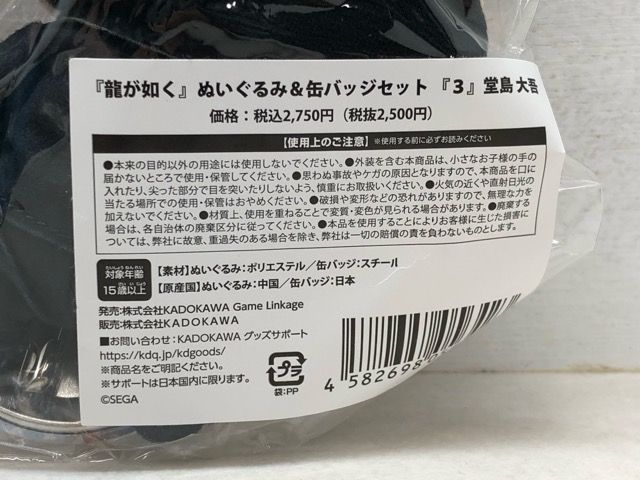 『龍が如く』ぬいぐるみ&缶バッジセット『3』堂島 大吾
価格：税込2,750円（税抜2,500円）
【使用上のご注意】※使用する前に必ずお読みください
●本来の目的以外の用途には使用しないでください。●外装を含む本商品は、小さなお子様の手の
届かないところで使用・保管してください。●思わぬ事故やケガの原因となりますので、本商品を口に
入れたり、尖った部分で目を突いたりしないよう、慎重にお取扱いください。●火気の近くや直射日光の
当たる場所での使用・保管はおやめください。●破損や変形などの恐れがありますので、無理な力を
加えないでください。●材質上、使用を重ねることで変質・変色が見られる場合があります。●廃棄する
場合は、各自治体の廃棄区分に従ってください。●本品を使用することによりお客様に生じた損害に
ついては、弊社に故意、重過失のある場合を除き、弊社は一切の賠償の責を負わないものとします。
たいしょうねんれい
対象年齢
さい いじょう
15歳以上
【素材】ぬいぐるみ：ポリエステル／缶バッジ：スチール
【原産国】ぬいぐるみ：中国／缶バッジ：日本
発売：株式会社KADOKAWA Game Linkage
販売：株式会社KADOKAWA
■お問い合わせ：KADOKAWA グッズサポート
https://kdq.jp/kdgoods/
※商品名をご明記ください。
※サポートは日本国内に限ります。
©SEGA
プラ
袋：PP
4 582698